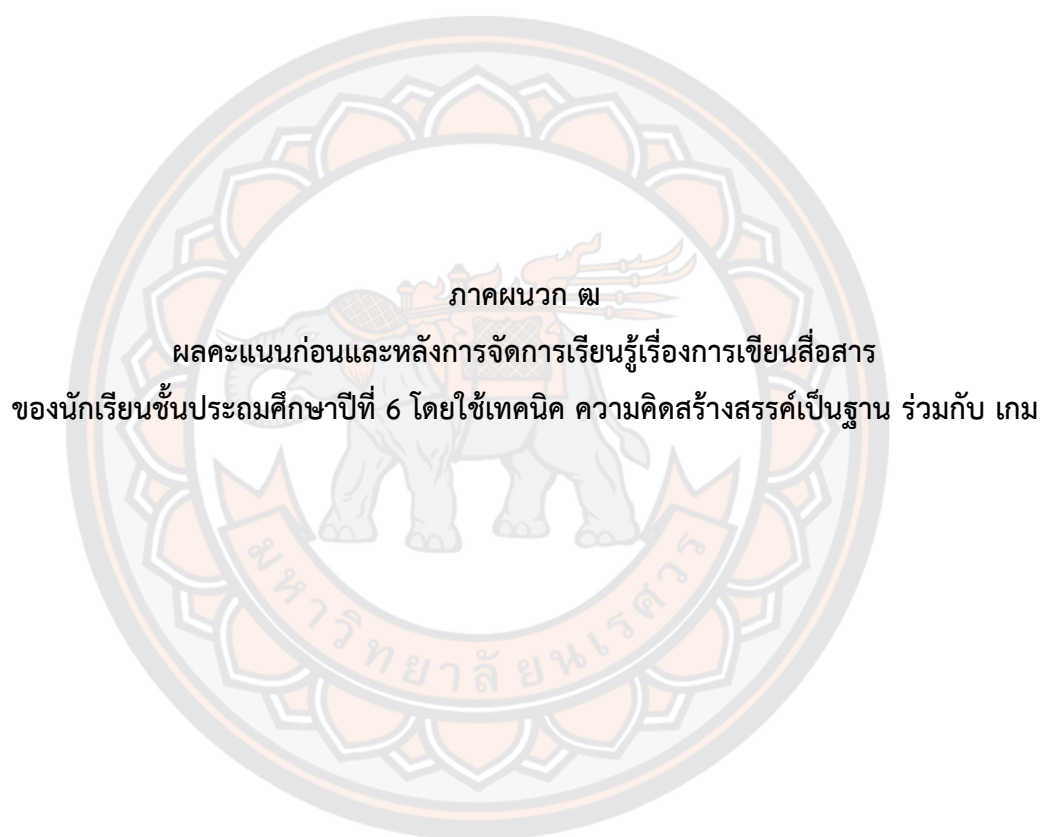 ภาคผนวก ฒ
ผลคะแนนก่อนและหลังการจัดการเรียนรู้เรื่องการเขียนสื่อสาร
ของนักเรียนชั้นประถมศึกษาปีที่ 6 โดยใช้เทคนิค ความคิดสร้างสรรค์เป็นฐาน ร่วมกับ เกม
มหาวิทยาลัยนเรศวร